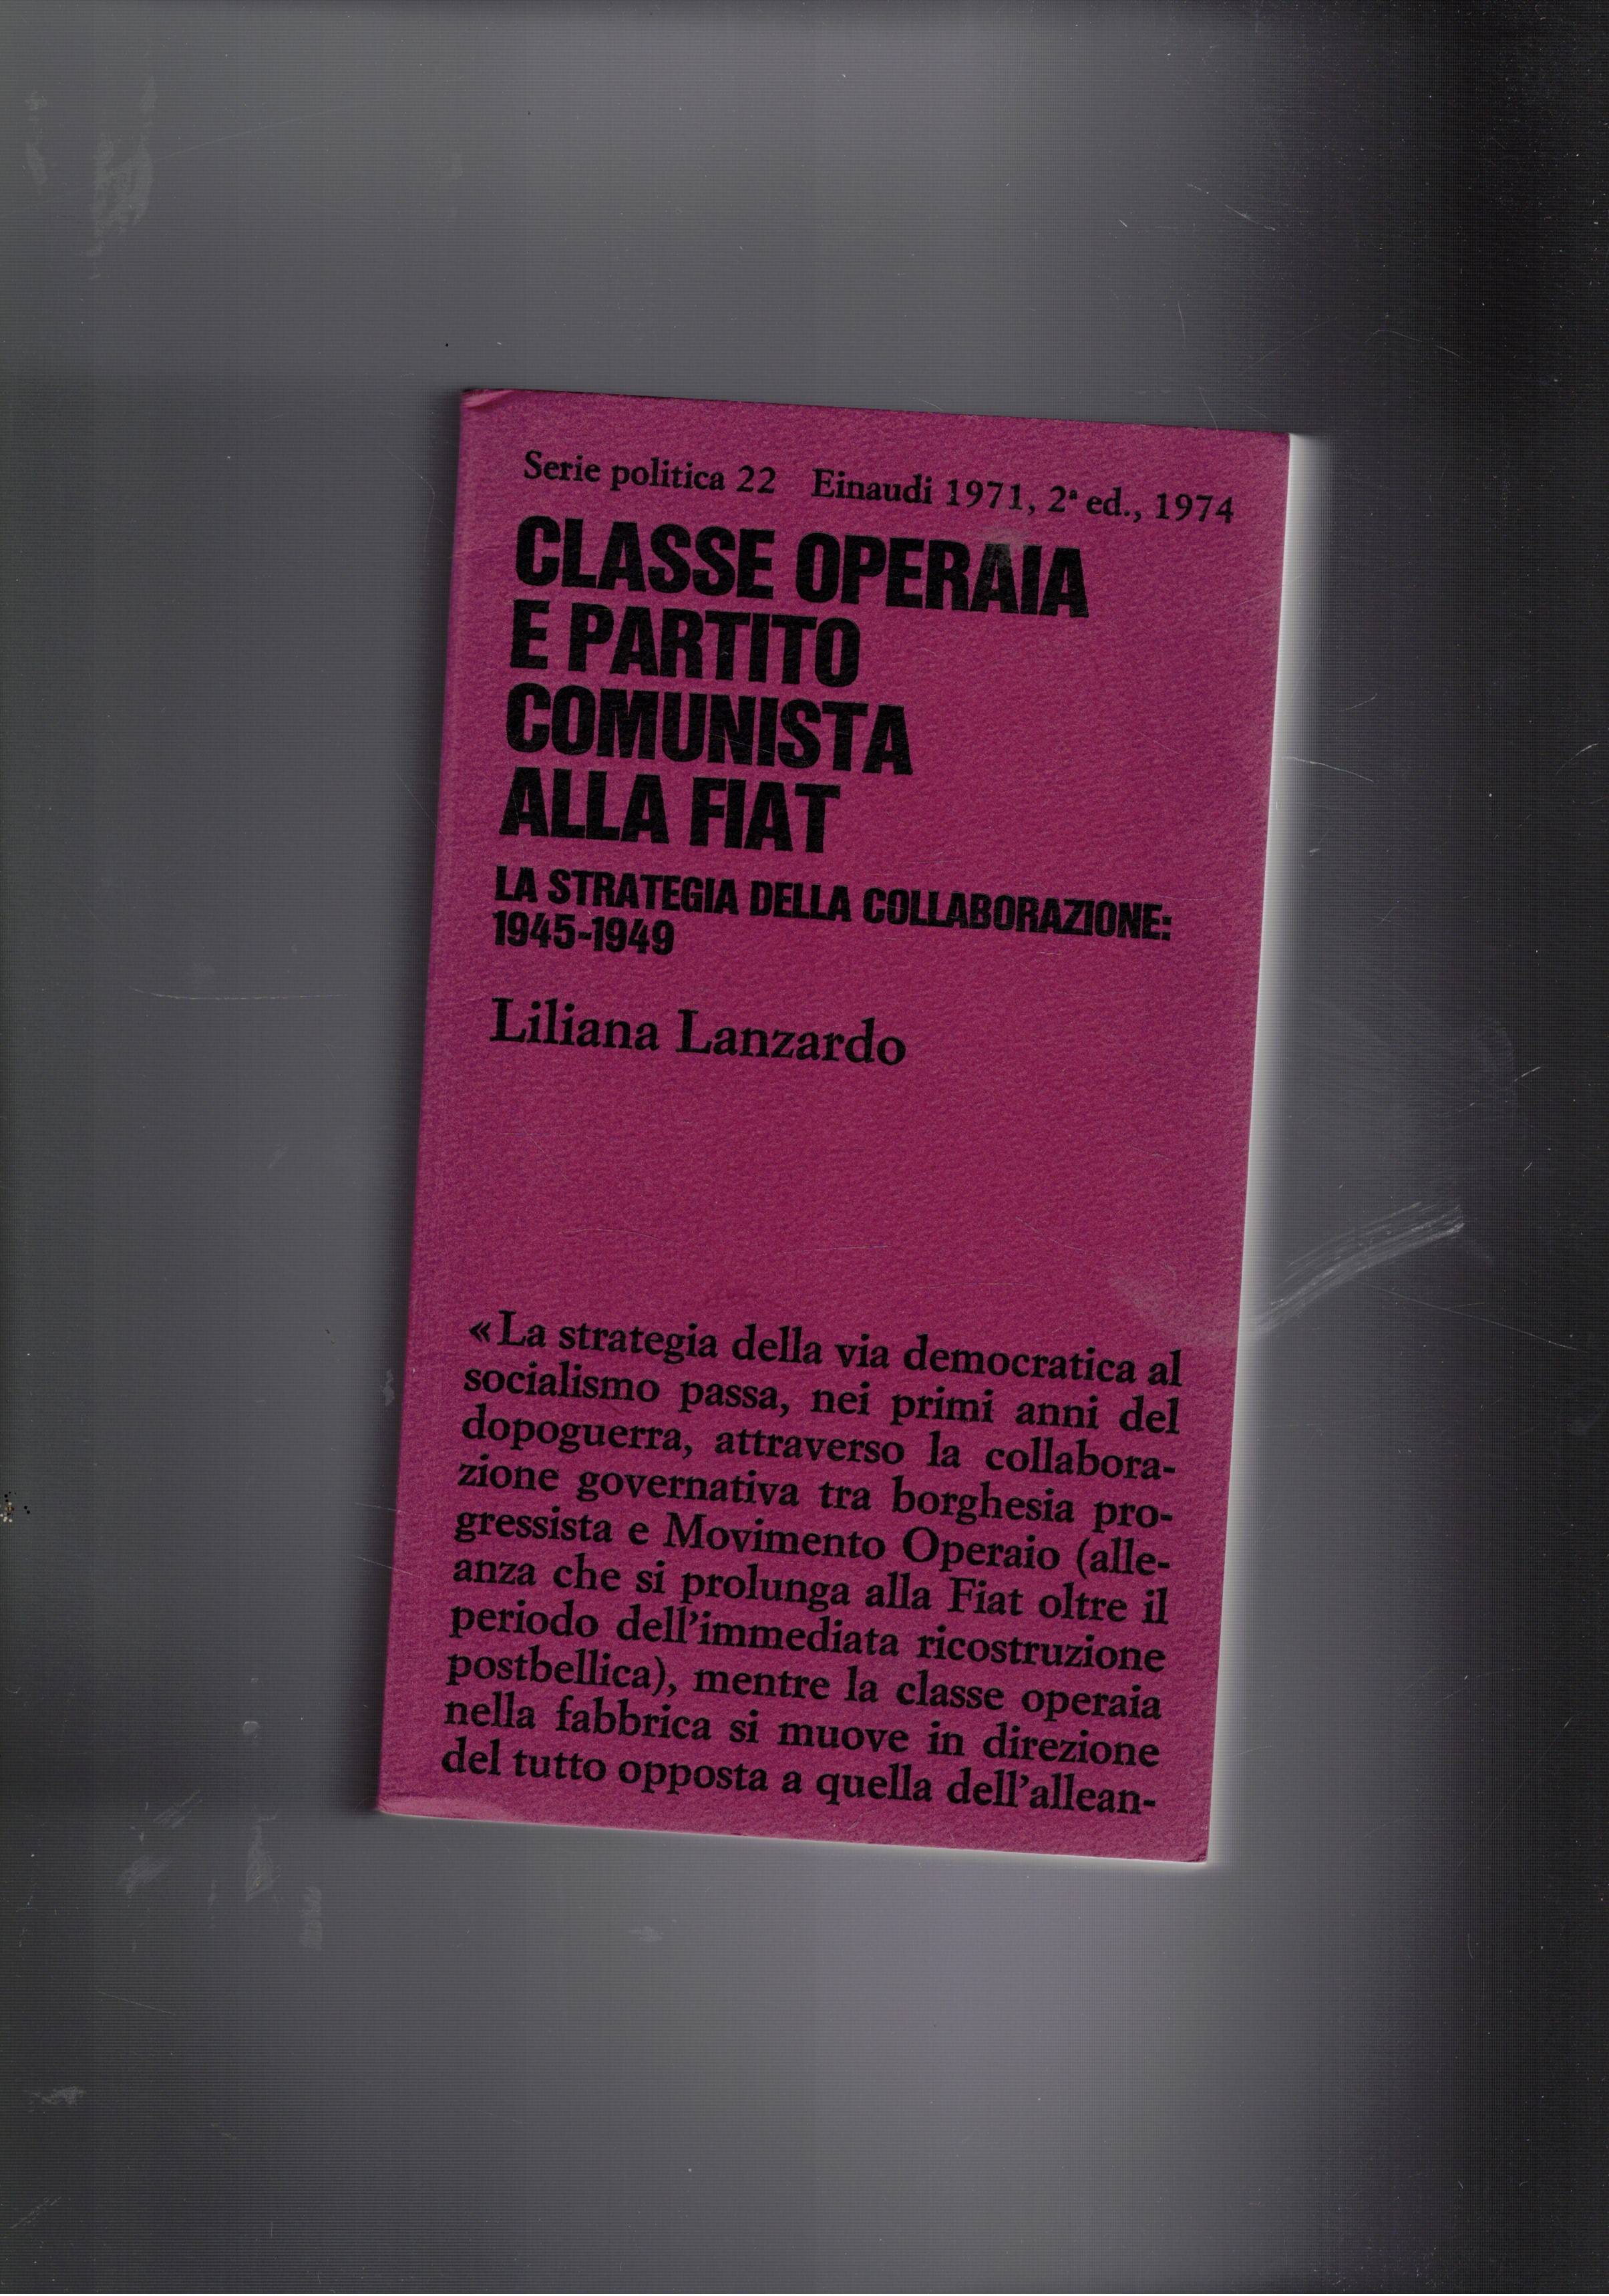 Serie politica 22 Einaudi 1971, 2ª ed., 1974
CLASSE OPERAIA
E PARTITO
COMUNISTA
ALLA FIAT
LA STRATEGIA DELLA COLLABORAZIONE:
1945-1949
Liliana Lanzardo
«La strategia della via democratica al
socialismo passa, nei primi anni del
dopoguerra, attraverso la collabora-
zione governativa tra borghesia pro-
gressista e Movimento Operaio (alle-
anza che si prolunga alla Fiat oltre il
periodo dell'immediata ricostruzione
postbellica), mentre la classe operaia
nella fabbrica si muove in direzione
del tutto opposta a quella dell'allean-